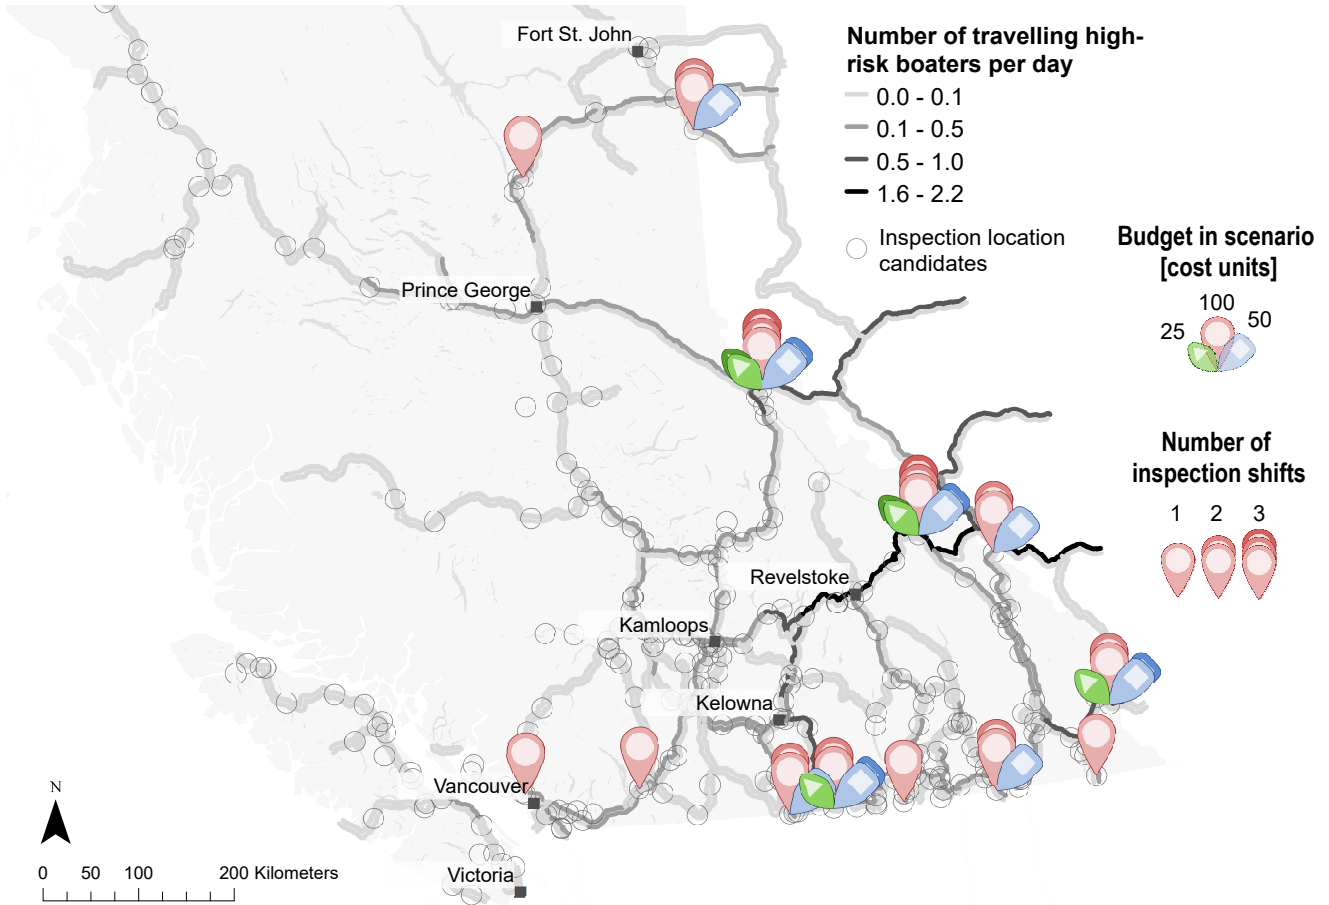 Fort St. John
Number of travelling high-
risk boaters per day
0.0 - 0.1
0.1 - 0.5
0.5 - 1.0
1.6 - 2.2
Inspection location
candidates
Budget in scenario
[cost units]
100
25
50
Prince George
Number of
inspection shifts
1 2 3
Revelstoke
Kamloops
Kelowna
Vancouver
N
0 50 100 200 Kilometers
Victoria